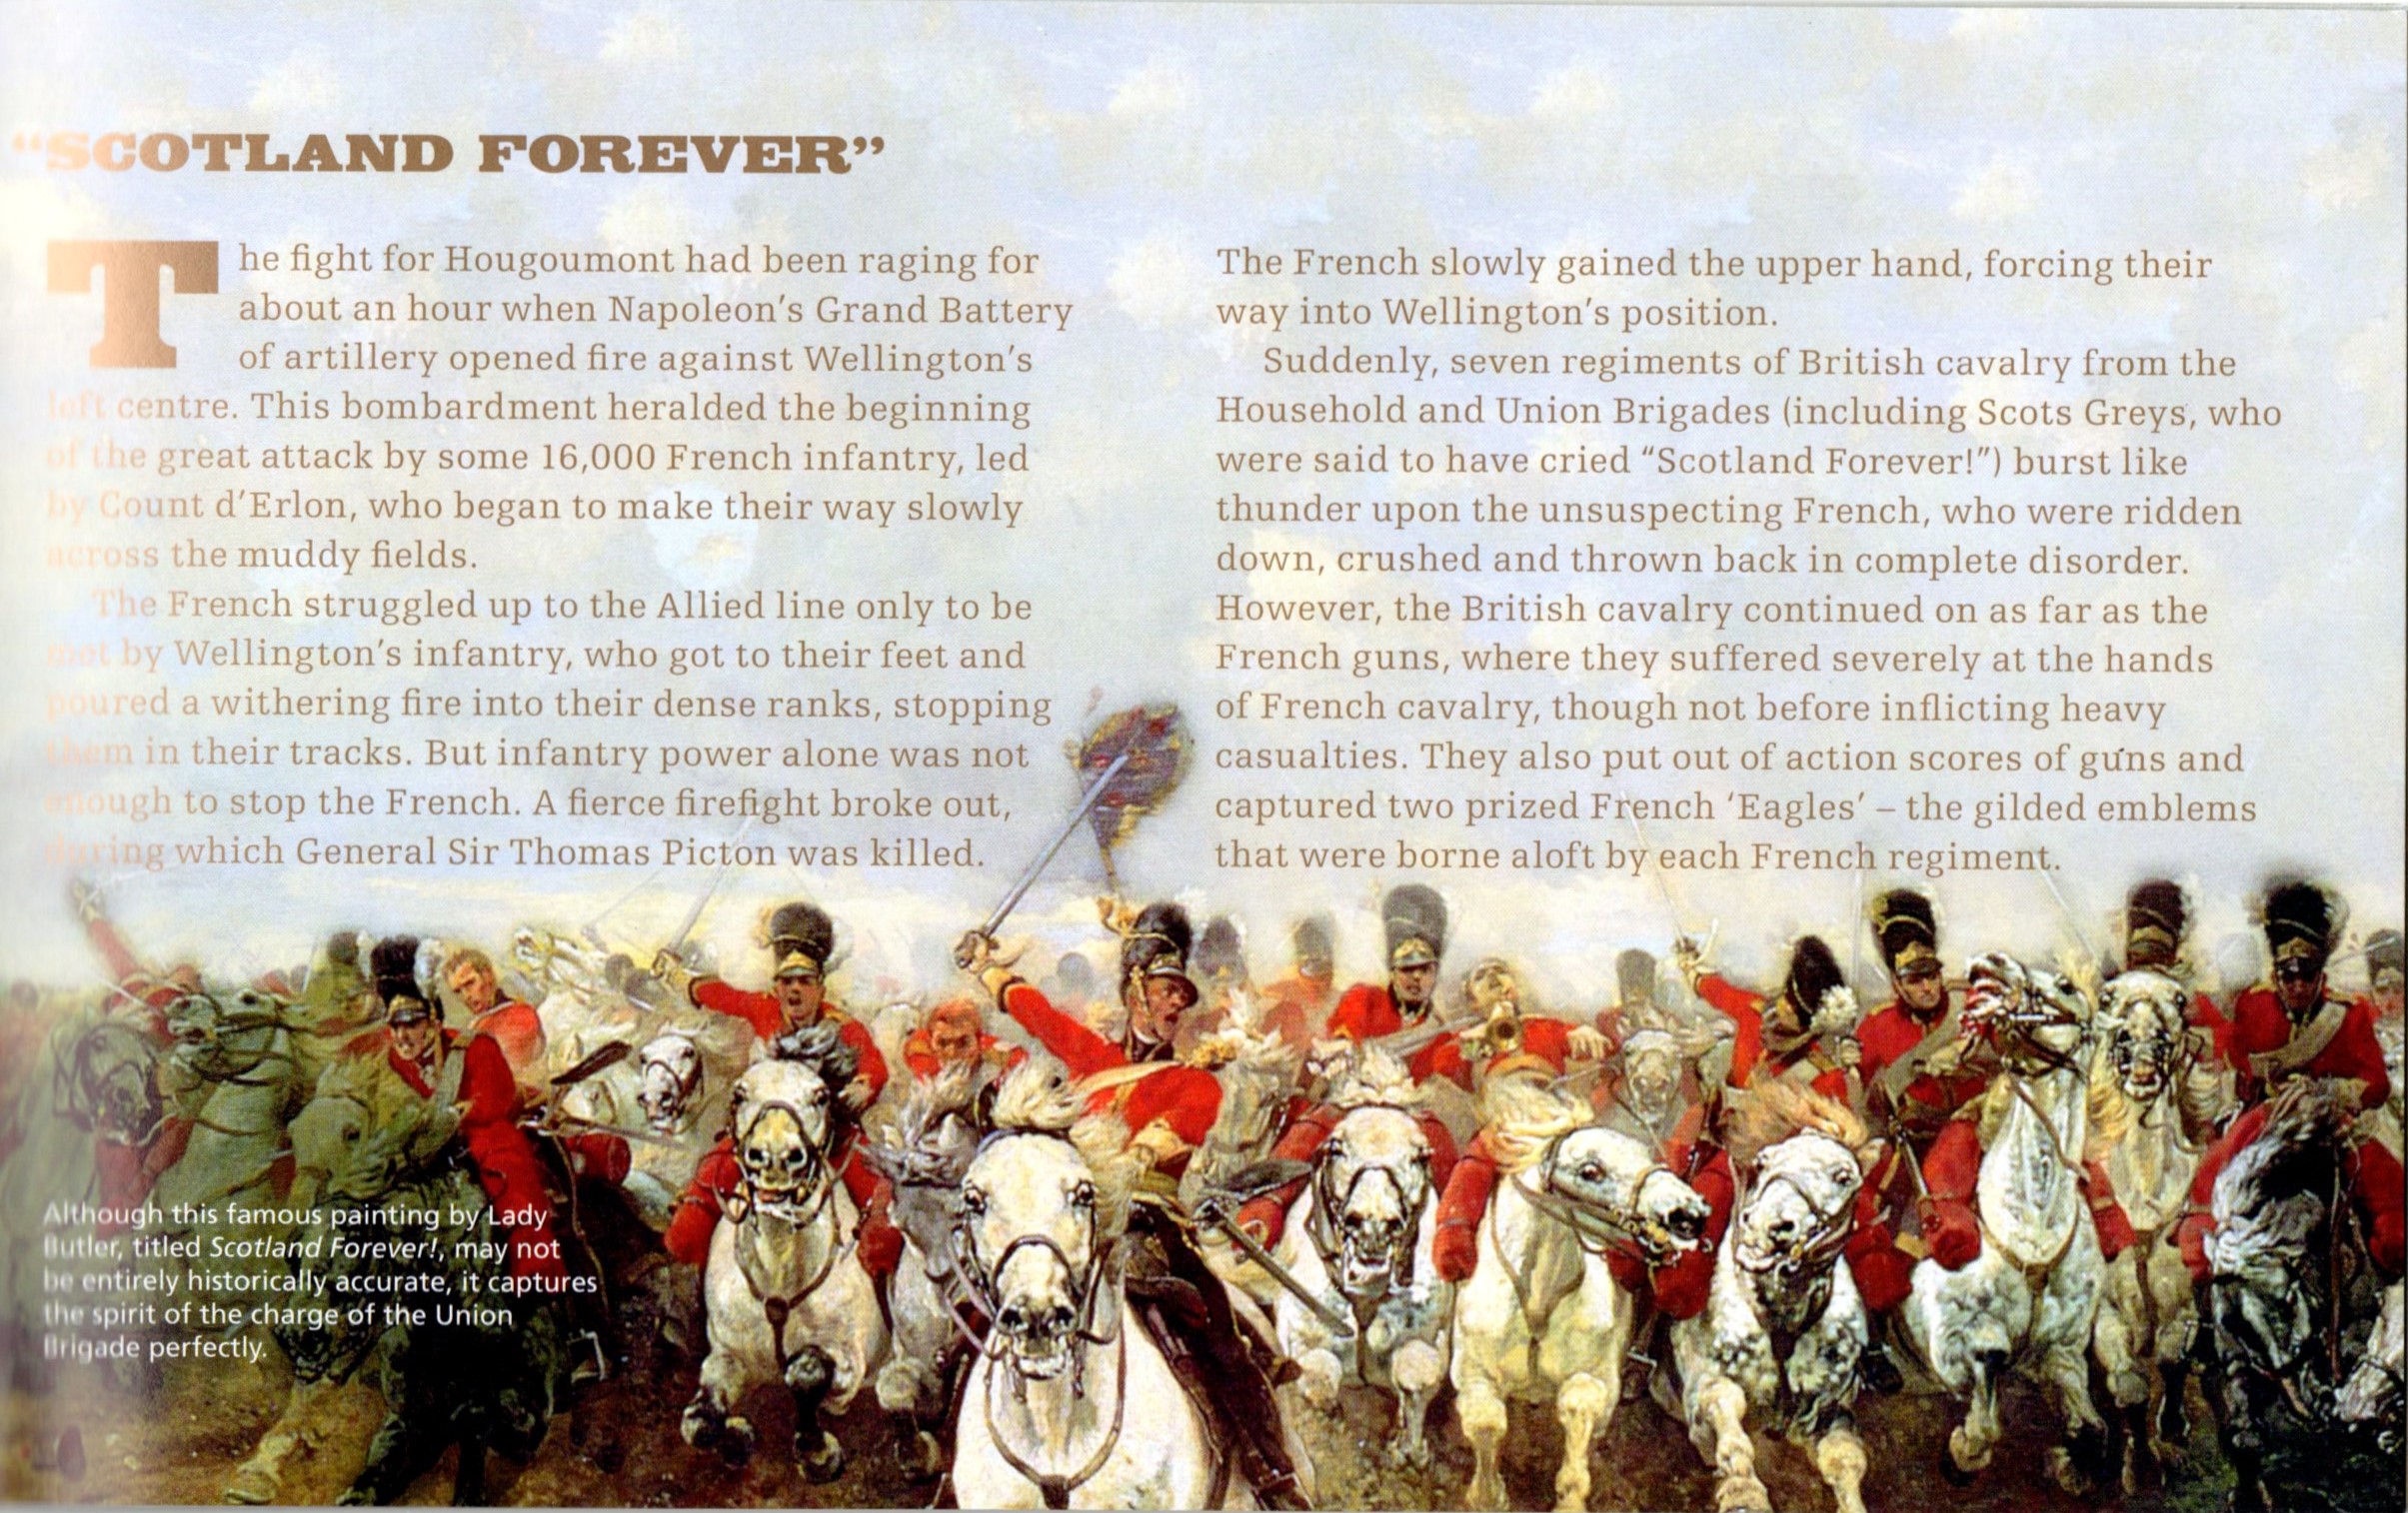 “SCOTLAND FOREVER”
The fight for Hougoumont had been raging for
about an hour when Napoleon’s Grand Battery
of artillery opened fire against Wellington’s
left centre. This bombardment heralded the beginning
of the great attack by some 16,000 French infantry, led
by Count d’Erlon, who began to make their way slowly
across the muddy fields.
The French struggled up to the Allied line only to be
met by Wellington’s infantry, who got to their feet and
poured a withering fire into their dense ranks, stopping
them in their tracks. But infantry power alone was not
enough to stop the French. A fierce firefight broke out,
during which General Sir Thomas Picton was killed.
The French slowly gained the upper hand, forcing their
way into Wellington’s position.
Suddenly, seven regiments of British cavalry from the
Household and Union Brigades (including Scots Greys, who
were said to have cried “Scotland Forever!”) burst like
thunder upon the unsuspecting French, who were ridden
down, crushed and thrown back in complete disorder.
However, the British cavalry continued on as far as the
French guns, where they suffered severely at the hands
of French cavalry, though not before inflicting heavy
casualties. They also put out of action scores of guns and
captured two prized French ‘Eagles’ – the gilded emblems
that were borne aloft by each French regiment.
Although this famous painting by Lady
Butler, titled Scotland Forever!, may not
be entirely historically accurate, it captures
the spirit of the charge of the Union
Brigade perfectly.